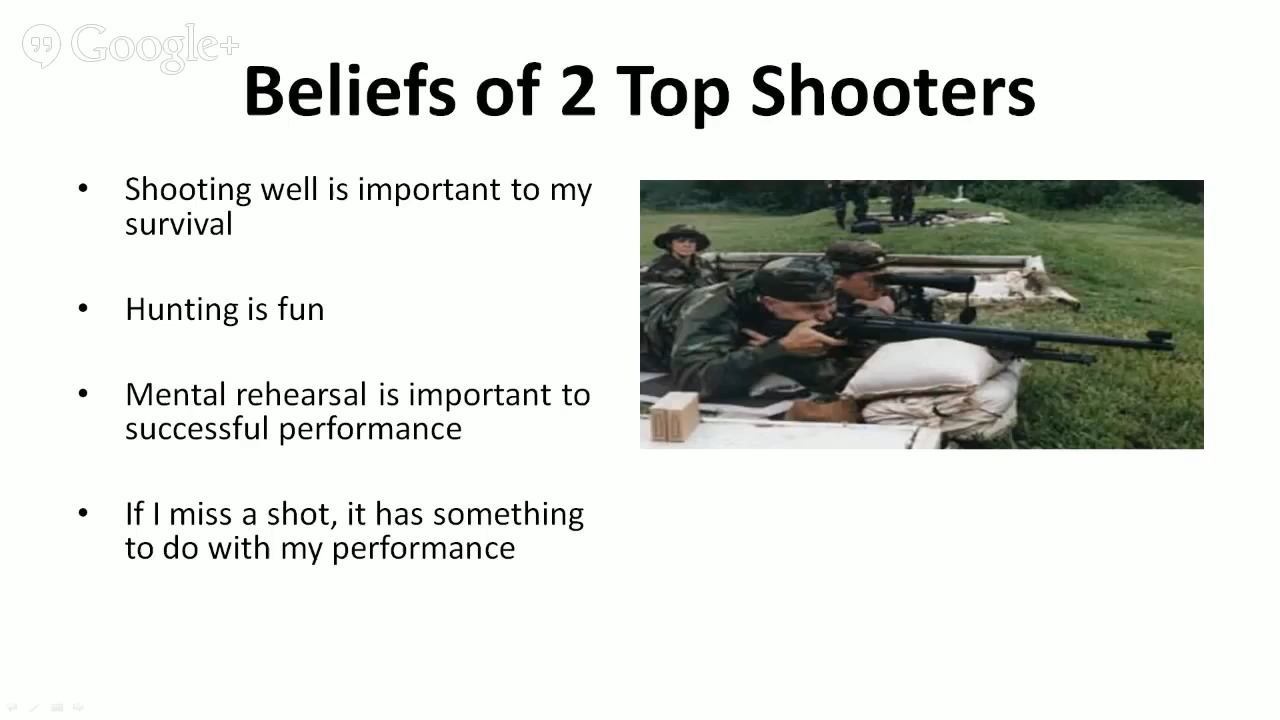 Google+
Beliefs of 2 Top Shooters
• Shooting well is important to my
survival
• Hunting is fun
• Mental rehearsal is important to
successful performance
• If I miss a shot, it has something
to do with my performance